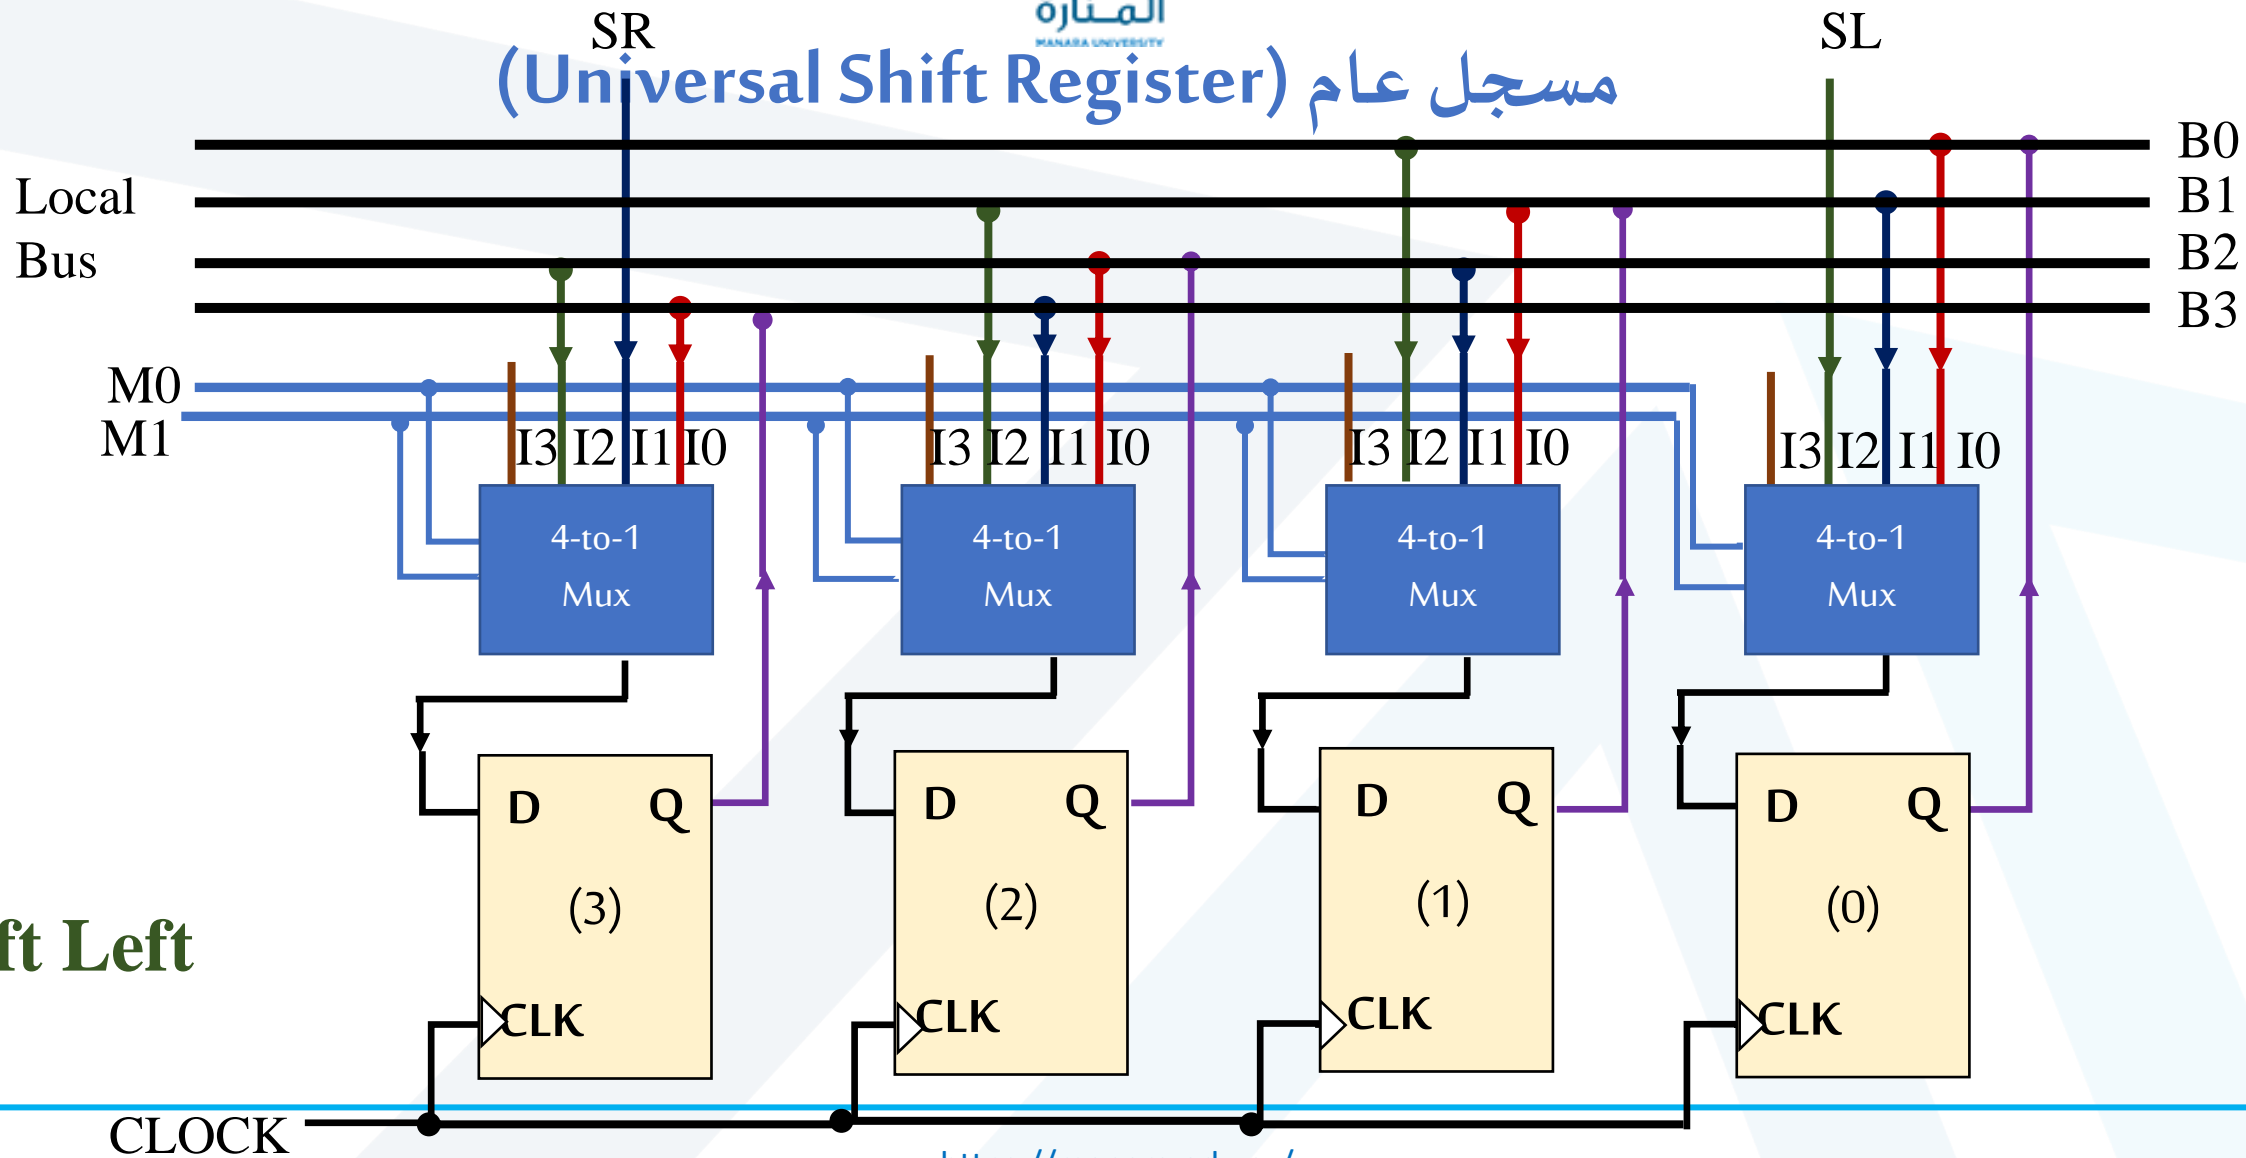 المنارة
MANARA UNIVERSITY
مسجل عام (Universal Shift Register)
SR
SL
B0
Local
B1
Bus
B2
B3
M0
M1
I3 I2 I1 I0
I3 I2 I1 I0
I3 I2 I1 I0
I3 I2 I1 I0
4-to-1
Mux
4-to-1
Mux
4-to-1
Mux
4-to-1
Mux
D Q
(3)
CLK
D Q
(2)
CLK
D Q
(1)
CLK
D Q
(0)
CLK
ft Left
CLOCK